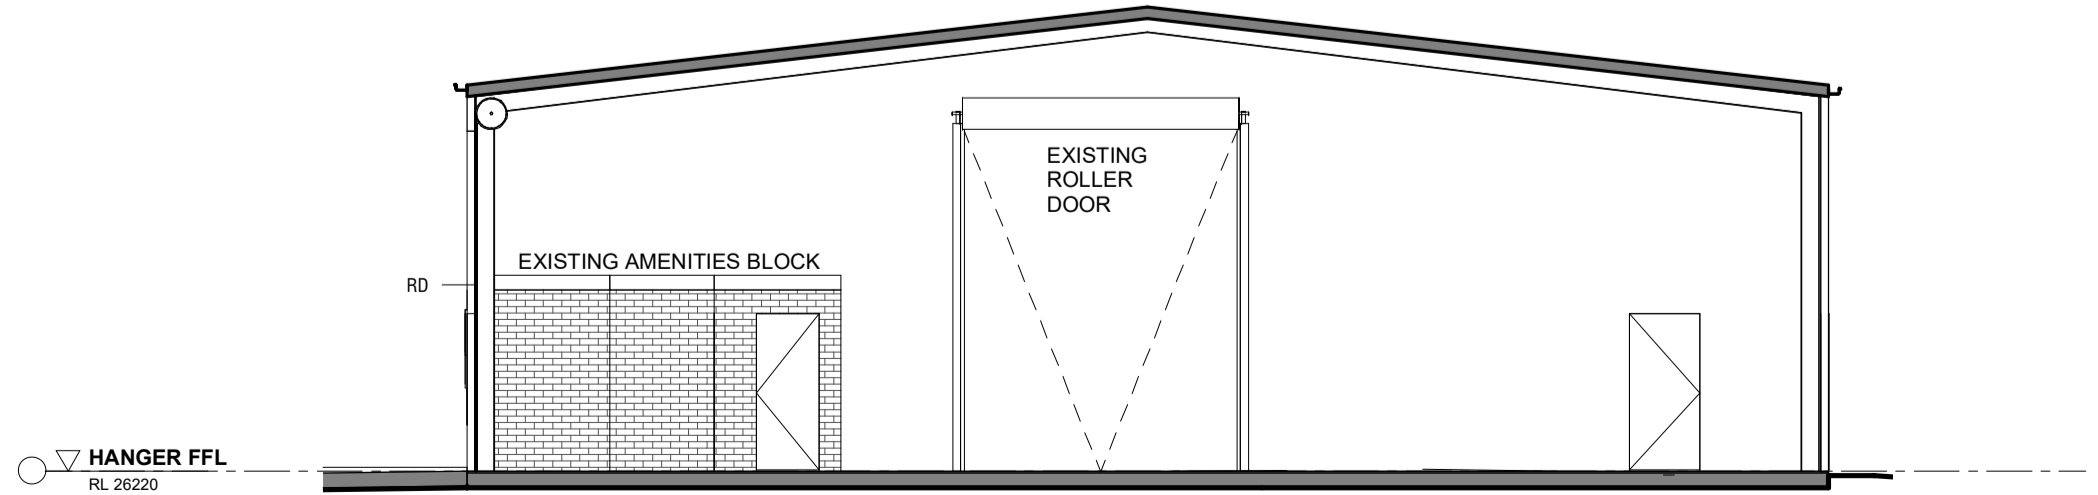 EXISTING
ROLLER
DOOR
EXISTING AMENITIES BLOCK
RD
HANGER FFL
RL 26220